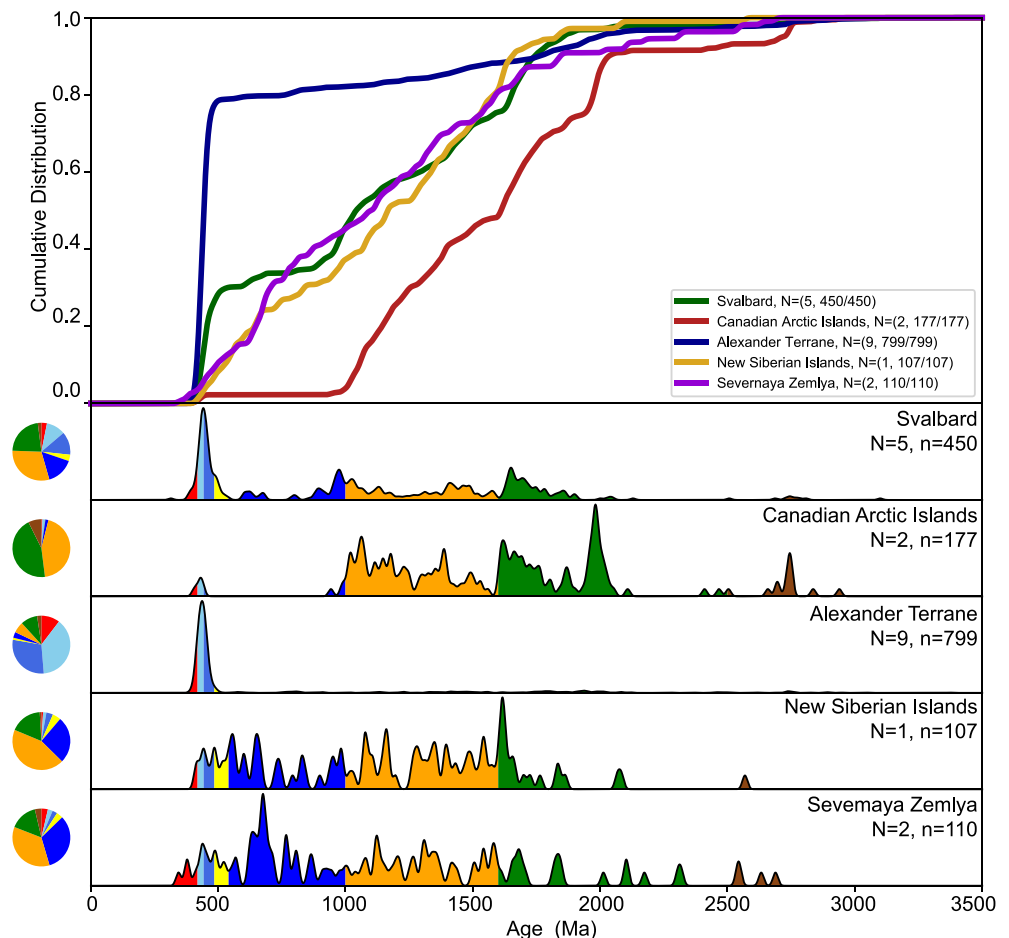 1.0
0.8
0.6
0.4
0.2
0.0
Cumulative Distribution
Svalbard, N=(5, 450/450)
Canadian Arctic Islands, N=(2, 177/177)
Alexander Terrane, N=(9, 799/799)
New Siberian Islands, N=(1, 107/107)
Severnaya Zemlya, N=(2, 110/110)
Svalbard
N=5, n=450
Canadian Arctic Islands
N=2, n=177
Alexander Terrane
N=9, n=799
New Siberian Islands
N=1, n=107
Sevemaya Zemlya
N=2, n=110
0 500 1000 1500 2000 2500 3000 3500
Age (Ma)